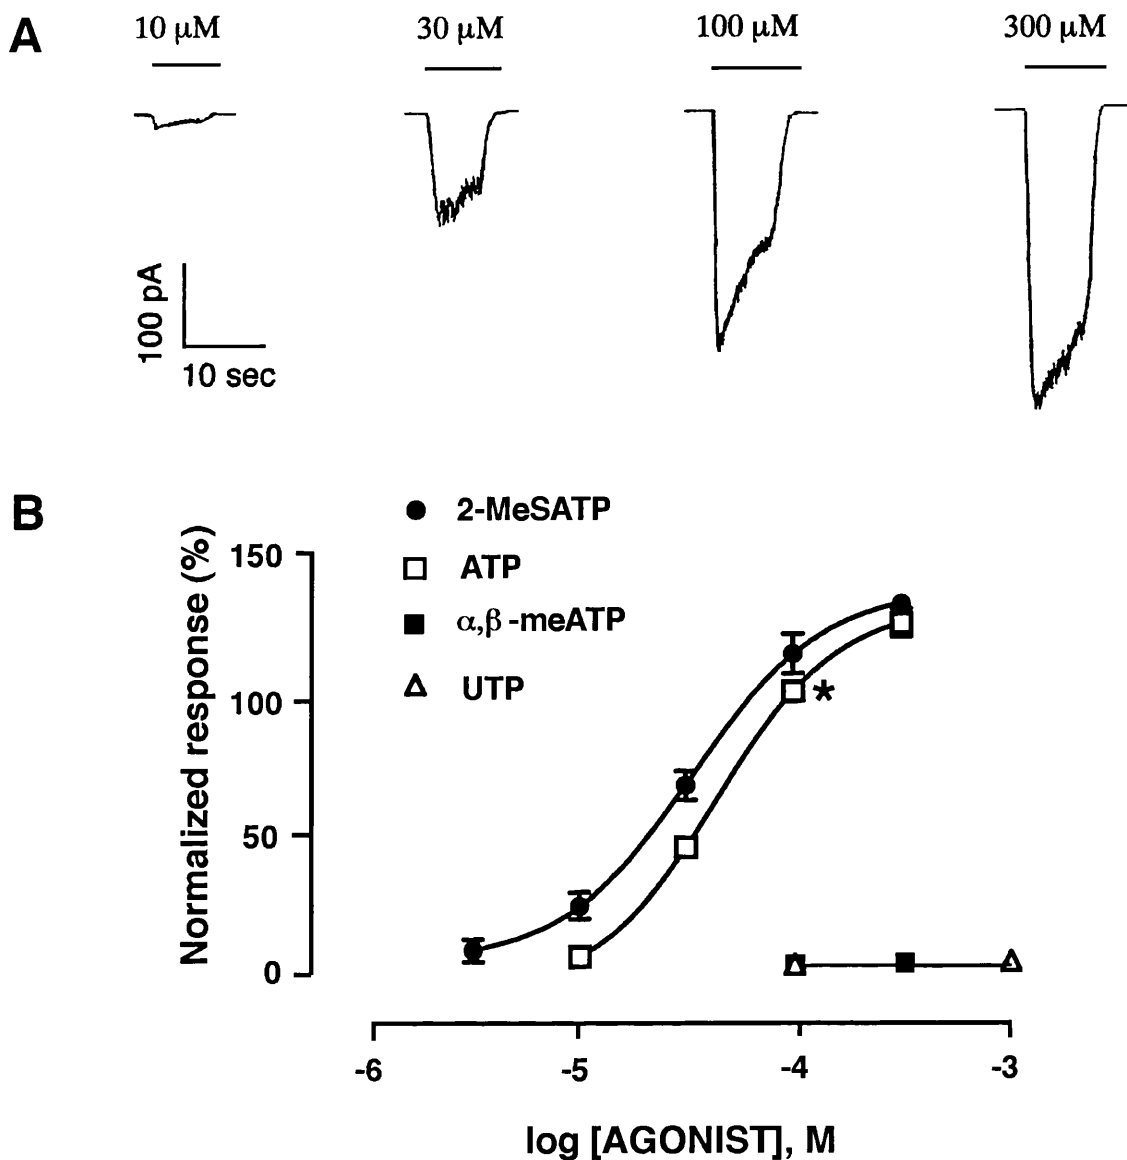 A
10 μM
30 μM
100 μM
300 μM
100 pA
10 sec
B
2-MeSATP
ATP
α,β-meATP
UTP
Normalized response (%)
150
100
50
0
*
-6
-5
-4
-3
log [AGONIST], M